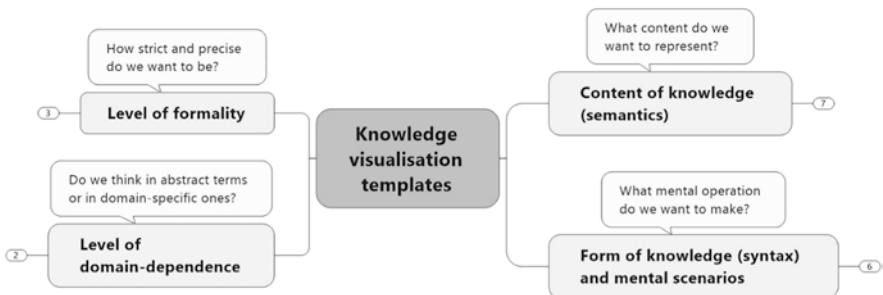 How strict and precise
do we want to be?
3
Level of formality
Do we think in abstract terms
or in domain-specific ones?
2
Level of
domain-dependence
Knowledge
visualisation
templates
What content do we
want to represent?
Content of knowledge
(semantics)
7
What mental operation
do we want to make?
Form of knowledge (syntax)
and mental scenarios
6